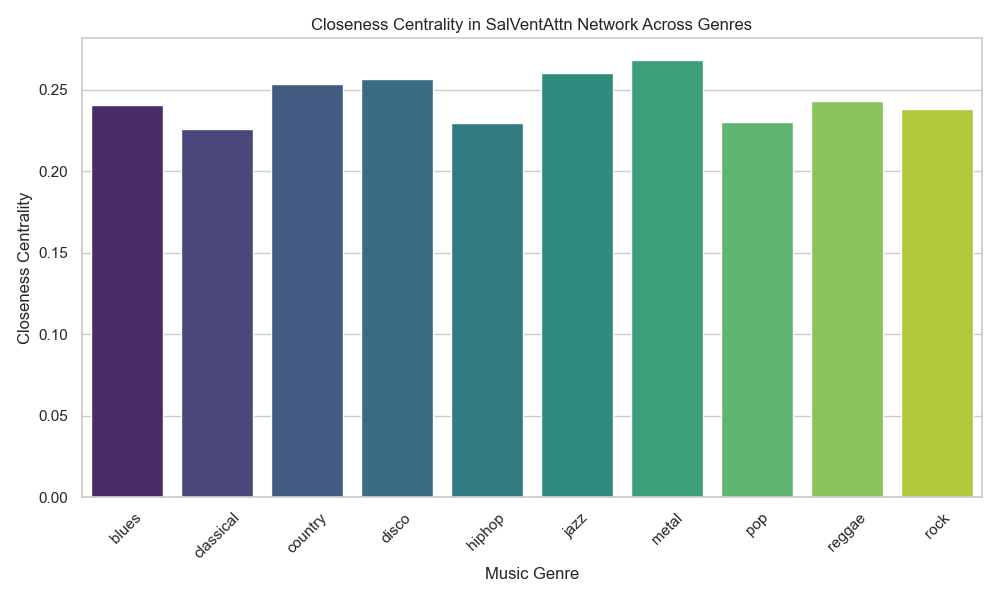 Closeness Centrality in SalVentAttn Network Across Genres
Closeness Centrality
0.25
0.20
0.15
0.10
0.05
0.00
blues
classical
country
disco
hiphop
jazz
metal
pop
reggae
rock
Music Genre